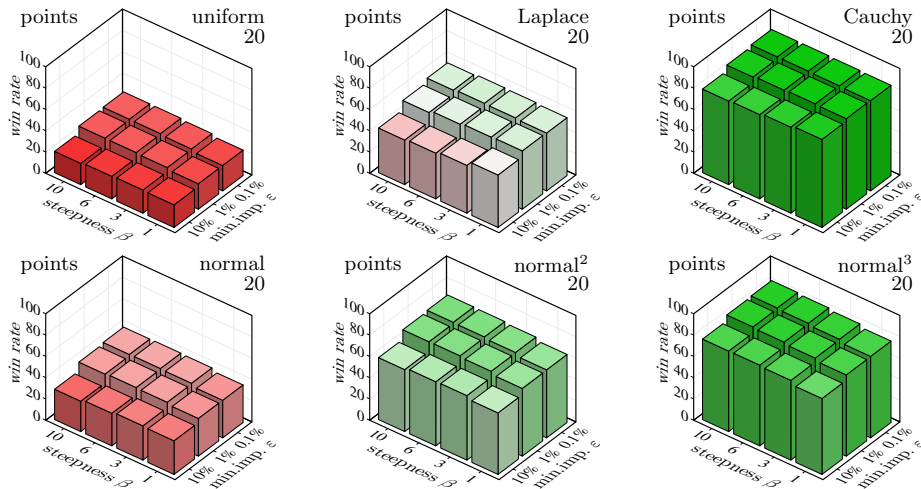 points uniform
20
win rate
100
80
60
40
20
0
10 6 3 1
steepness β
10% 1% 0.1%
min.imp. ε
points Laplace
20
win rate
100
80
60
40
20
0
10 6 3 1
steepness β
10% 1% 0.1%
min.imp. ε
points Cauchy
20
win rate
100
80
60
40
20
0
10 6 3 1
steepness β
10% 1% 0.1%
min.imp. ε
points normal
20
win rate
100
80
60
40
20
0
10 6 3 1
steepness β
10% 1% 0.1%
min.imp. ε
points normal²
20
win rate
100
80
60
40
20
0
10 6 3 1
steepness β
10% 1% 0.1%
min.imp. ε
points normal³
20
win rate
100
80
60
40
20
0
10 6 3 1
steepness β
10% 1% 0.1%
min.imp. ε